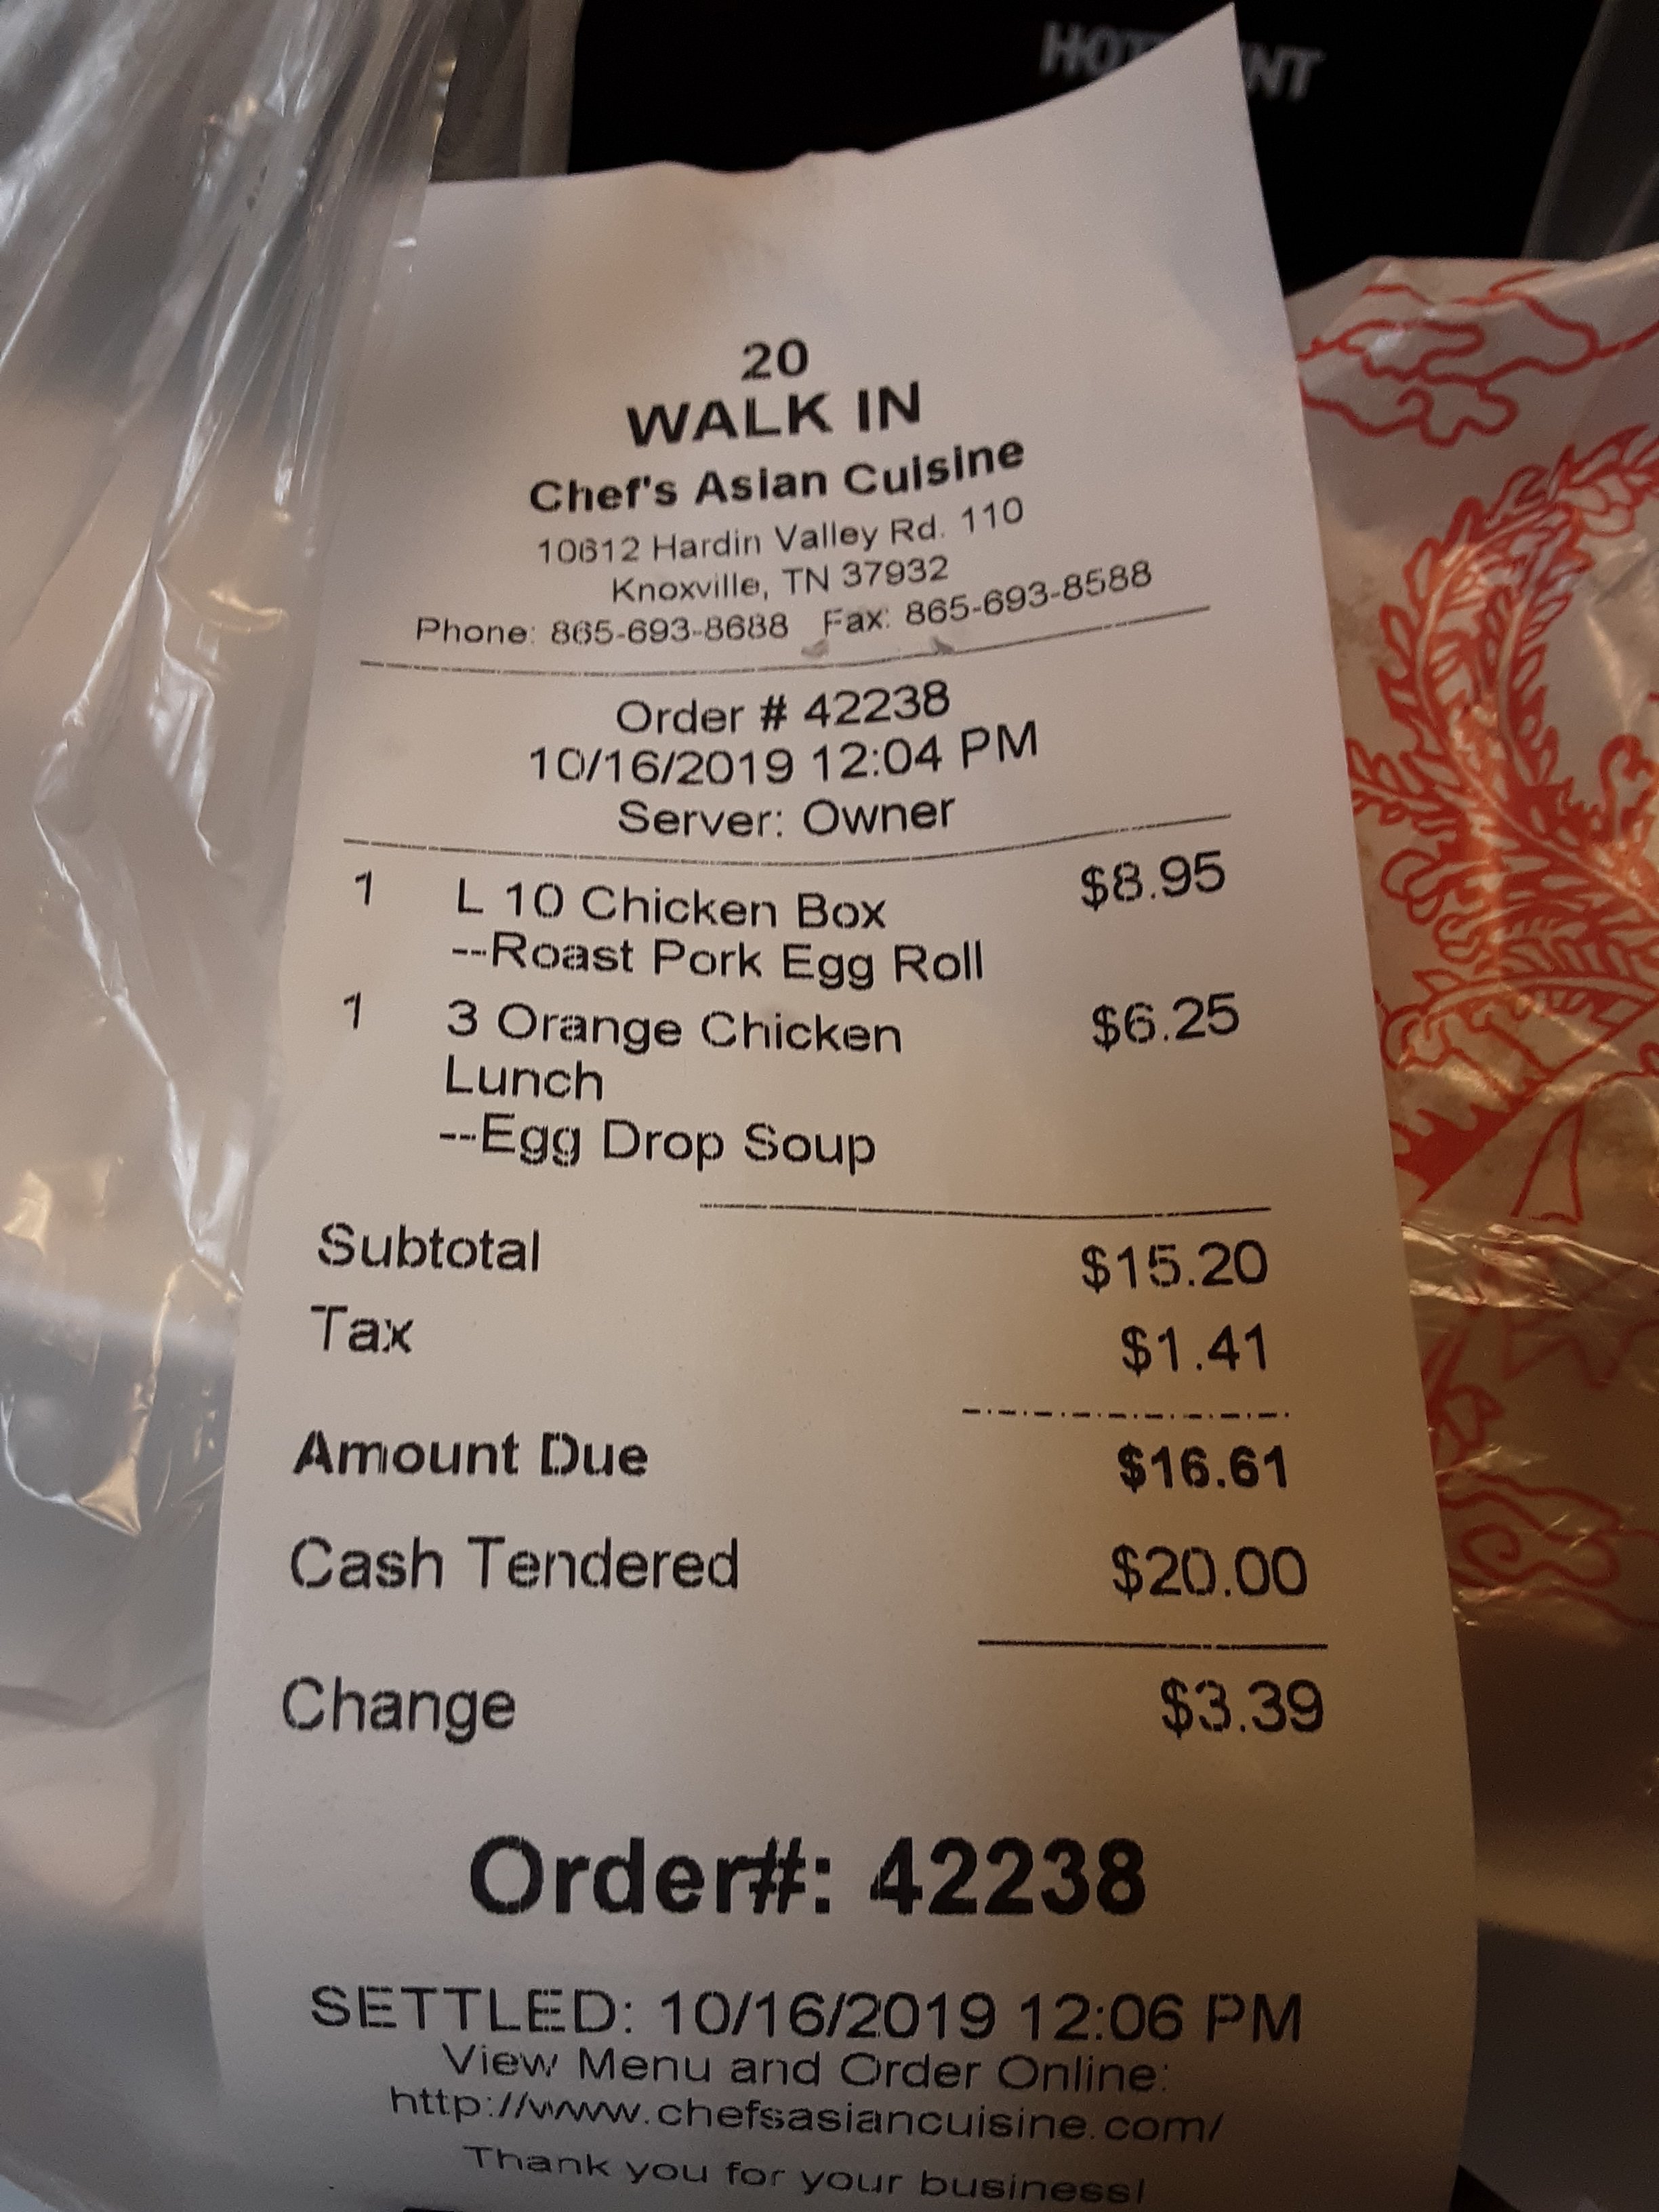 20
WALK IN
Chef's Asian Cuisine
10612 Hardin Valley Rd. 110
Knoxville, TN 37932
Phone: 865-693-8688 Fax: 865-693-8588
Order # 42238
10/16/2019 12:04 PM
Server: Owner
1 L 10 Chicken Box $8.95
--Roast Pork Egg Roll
1 3 Orange Chicken $6.25
Lunch
--Egg Drop Soup
Subtotal $15.20
Tax $1.41
Amount Due $16.61
Cash Tendered $20.00
Change $3.39
Order#: 42238
SETTLED: 10/16/2019 12:06 PM
View Menu and Order Online:
http://www.chefsasiancuisine.com/
Thank you for your business!